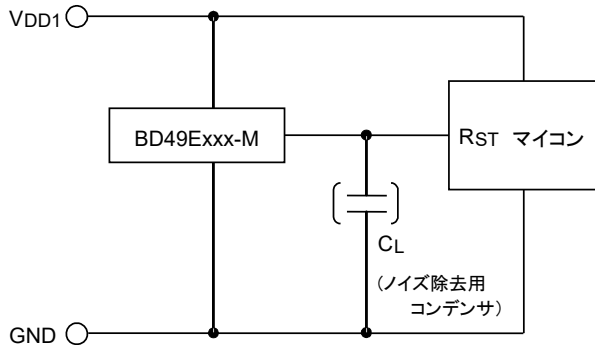 VDD1
BD49Exxx-M
RST マイコン
CL
(ノイズ除去用
コンデンサ)
GND